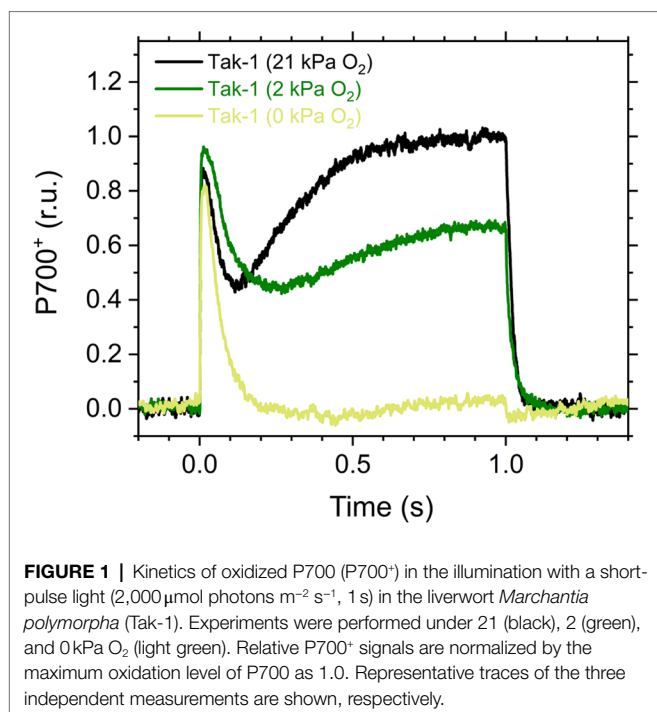 1.2
1.0
0.8
0.6
0.4
0.2
0.0
P700⁺ (r.u.)
Tak-1 (21 kPa O₂)
Tak-1 (2 kPa O₂)
Tak-1 (0 kPa O₂)
0.0 0.5 1.0
Time (s)
FIGURE 1 | Kinetics of oxidized P700 (P700⁺) in the illumination with a short-
pulse light (2,000 μmol photons m⁻² s⁻¹, 1 s) in the liverwort Marchantia
polymorpha (Tak-1). Experiments were performed under 21 (black), 2 (green),
and 0 kPa O₂ (light green). Relative P700⁺ signals are normalized by the
maximum oxidation level of P700 as 1.0. Representative traces of the three
independent measurements are shown, respectively.